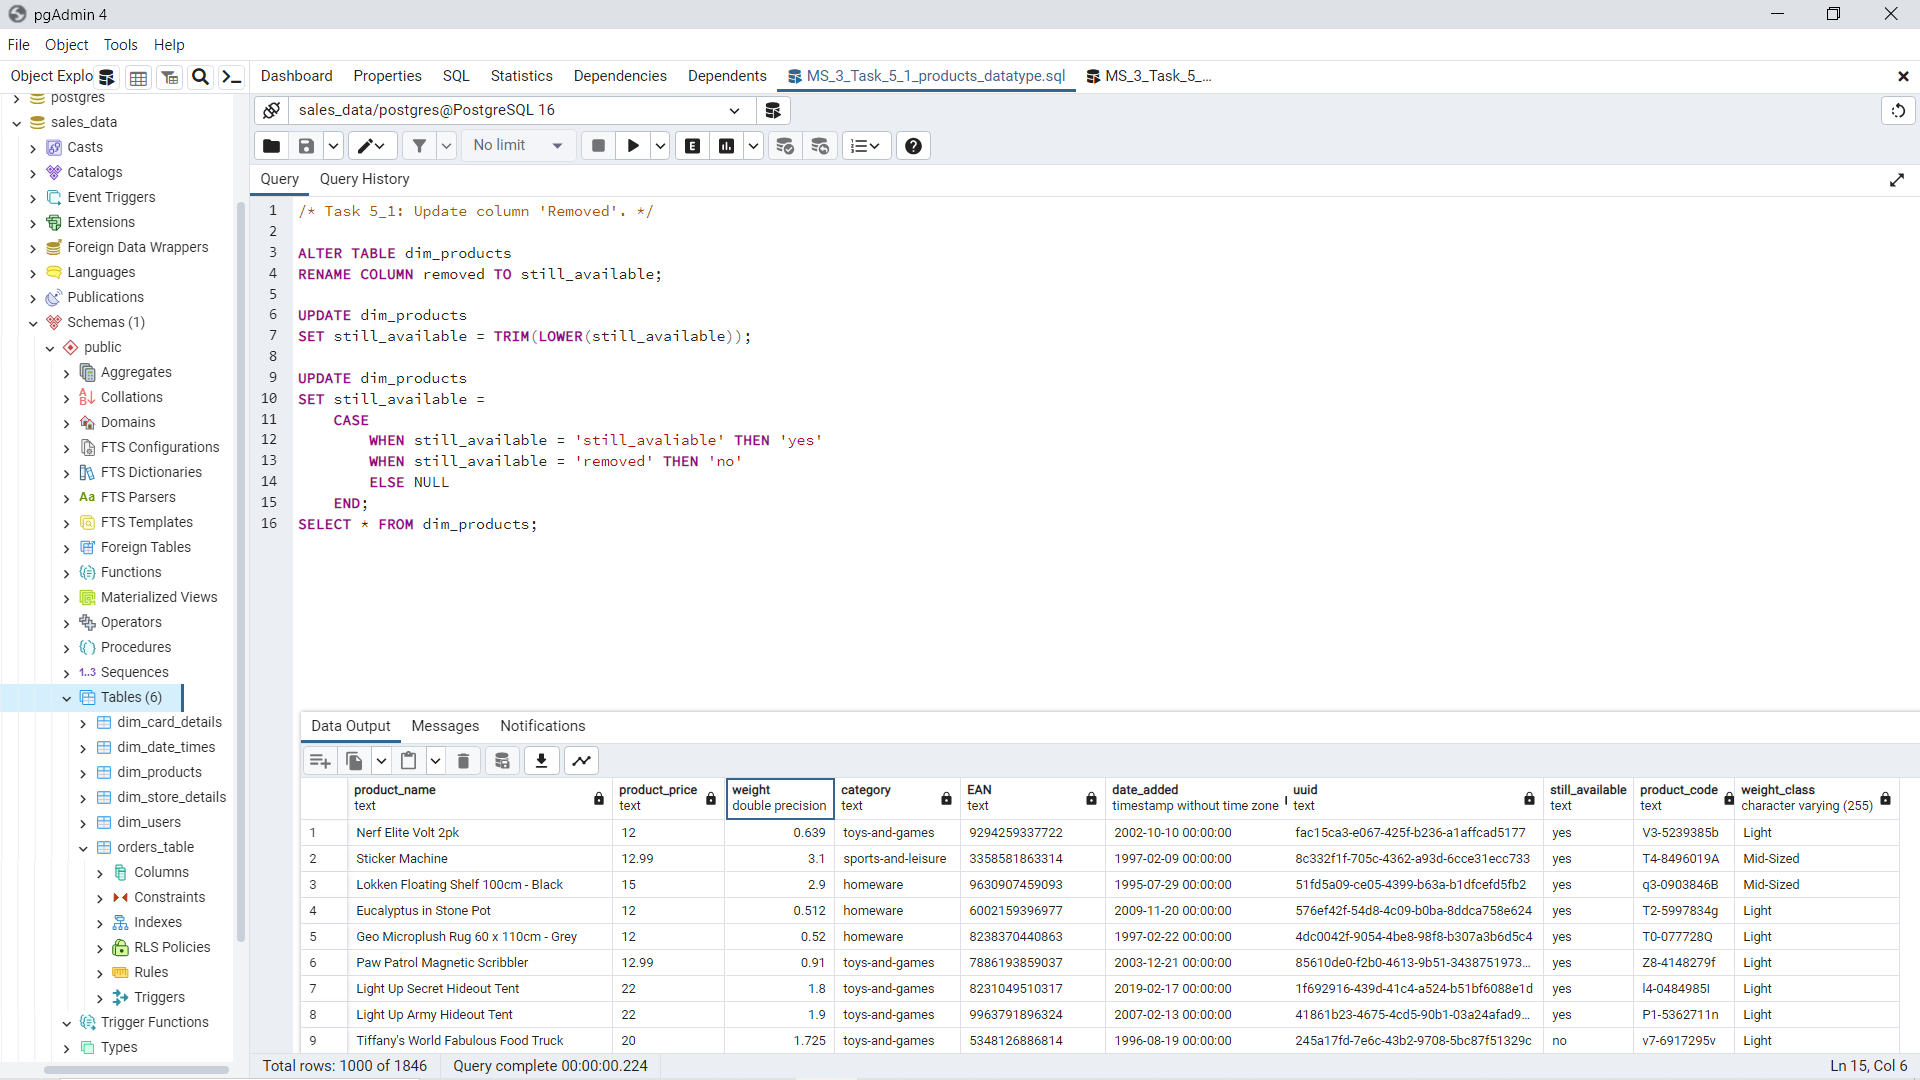 pgAdmin 4
File Object Tools Help
Object Explo
Dashboard Properties SQL Statistics Dependencies Dependents MS_3_Task_5_1_products_datatype.sql MS_3_Task_5_...
postgres
sales_data
Casts
Catalogs
Event Triggers
Extensions
Foreign Data Wrappers
Languages
Publications
Schemas (1)
public
Aggregates
Collations
Domains
FTS Configurations
FTS Dictionaries
Aa FTS Parsers
FTS Templates
Foreign Tables
Functions
Materialized Views
Operators
Procedures
1..3 Sequences
Tables (6)
dim_card_details
dim_date_times
dim_products
dim_store_details
dim_users
orders_table
Columns
Constraints
Indexes
RLS Policies
Rules
Triggers
Trigger Functions
Types
sales_data/postgres@PostgreSQL 16
No limit
E
Query Query History
1 /* Task 5_1: Update column 'Removed'. */
2
3 ALTER TABLE dim_products
4 RENAME COLUMN removed TO still_available;
5
6 UPDATE dim_products
7 SET still_available = TRIM(LOWER(still_available));
8
9 UPDATE dim_products
10 SET still_available =
11 CASE
12 WHEN still_available = 'still_avaliable' THEN 'yes'
13 WHEN still_available = 'removed' THEN 'no'
14 ELSE NULL
15 END;
16 SELECT * FROM dim_products;
Data Output Messages Notifications
product_name product_price weight category EAN date_added uuid still_available product_code weight_class
text text double precision text text timestamp without time zone text text text character varying (255)
1 Nerf Elite Volt 2pk 12 0.639 toys-and-games 9294259337722 2002-10-10 00:00:00 fac15ca3-e067-425f-b236-a1affcad5177 yes V3-5239385b Light
2 Sticker Machine 12.99 3.1 sports-and-leisure 3358581863314 1997-02-09 00:00:00 8c332f1f-705c-4362-a93d-6cce31ecc733 yes T4-8496019A Mid-Sized
3 Lokken Floating Shelf 100cm - Black 15 2.9 homeware 9630907459093 1995-07-29 00:00:00 51fd5a09-ce05-4399-b63a-b1dfcefd5fb2 yes q3-0903846B Mid-Sized
4 Eucalyptus in Stone Pot 12 0.512 homeware 6002159396977 2009-11-20 00:00:00 576ef42f-54d8-4c09-b0ba-8ddca758e624 yes T2-5997834g Light
5 Geo Microplush Rug 60 x 110cm - Grey 12 0.52 homeware 8238370440863 1997-02-22 00:00:00 4dc0042f-9054-4be8-98f8-b307a3b6d5c4 yes T0-077728Q Light
6 Paw Patrol Magnetic Scribbler 12.99 0.91 toys-and-games 7886193859037 2003-12-21 00:00:00 85610de0-f2b0-4613-9b51-3438751973... yes Z8-4148279f Light
7 Light Up Secret Hideout Tent 22 1.8 toys-and-games 8231049510317 2019-02-17 00:00:00 1f692916-439d-41c4-a524-b51bf6088e1d yes l4-0484985I Light
8 Light Up Army Hideout Tent 22 1.9 toys-and-games 9963791896324 2007-02-13 00:00:00 41861b23-4675-4cd5-90b1-03a24afad9... yes P1-5362711n Light
9 Tiffany's World Fabulous Food Truck 20 1.725 toys-and-games 5348126886814 1996-08-19 00:00:00 245a17fd-7e6c-43b2-9708-5bc87f51329c no v7-6917295v Light
Total rows: 1000 of 1846 Query complete 00:00:00.224 Ln 15, Col 6